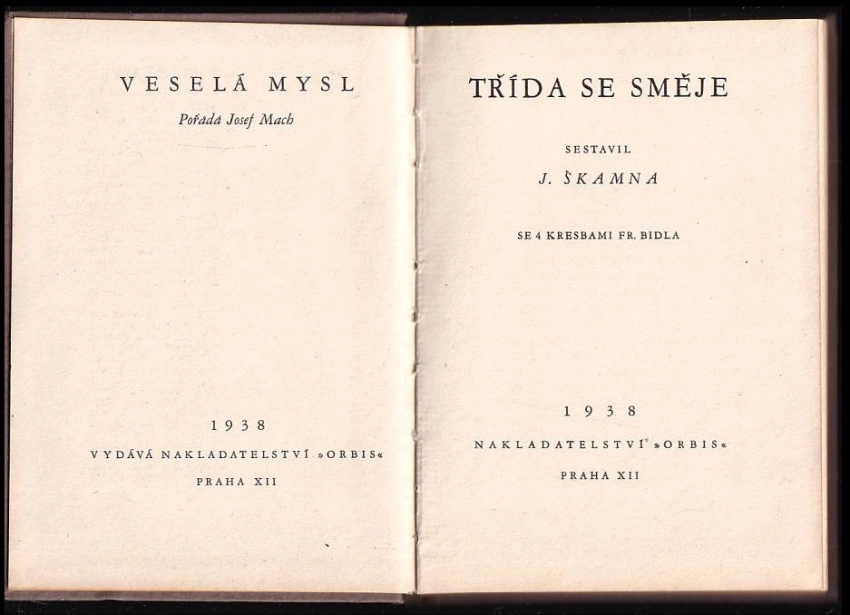 VESELÁ MYSL
Pořádá Josef Mach
1938
VYDÁVÁ NAKLADATELSTVÍ »ORBIS«
PRAHA XII
TŘÍDA SE SMĚJE
SESTAVIL
J. ŠKAMNA
SE 4 KRESBAMI FR. BIDLA
1938
NAKLADATELSTVÍ »ORBIS«
PRAHA XII